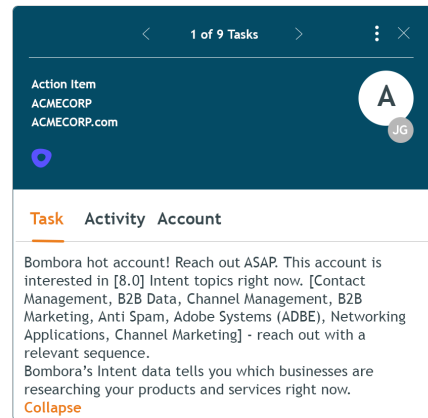 1 of 9 Tasks
Action Item
ACMECORP
ACMECORP.com
A
JG
Task Activity Account
Bombora hot account! Reach out ASAP. This account is
interested in [8.0] Intent topics right now. [Contact
Management, B2B Data, Channel Management, B2B
Marketing, Anti Spam, Adobe Systems (ADBE), Networking
Applications, Channel Marketing] - reach out with a
relevant sequence.
Bombora’s Intent data tells you which businesses are
researching your products and services right now.
Collapse